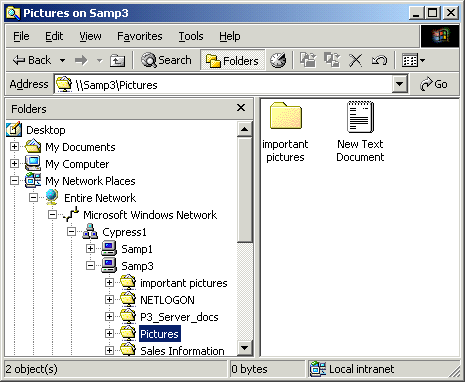 Pictures on Samp3
File Edit View Favorites Tools Help
Back Search Folders
Address \\Samp3\Pictures Go
Folders
Desktop
My Documents
My Computer
My Network Places
Entire Network
Microsoft Windows Network
Cypress1
Samp1
Samp3
important pictures
NETLOGON
P3_Server_docs
Pictures
Sales Information
important
pictures
New Text
Document
2 object(s) 0 bytes Local intranet